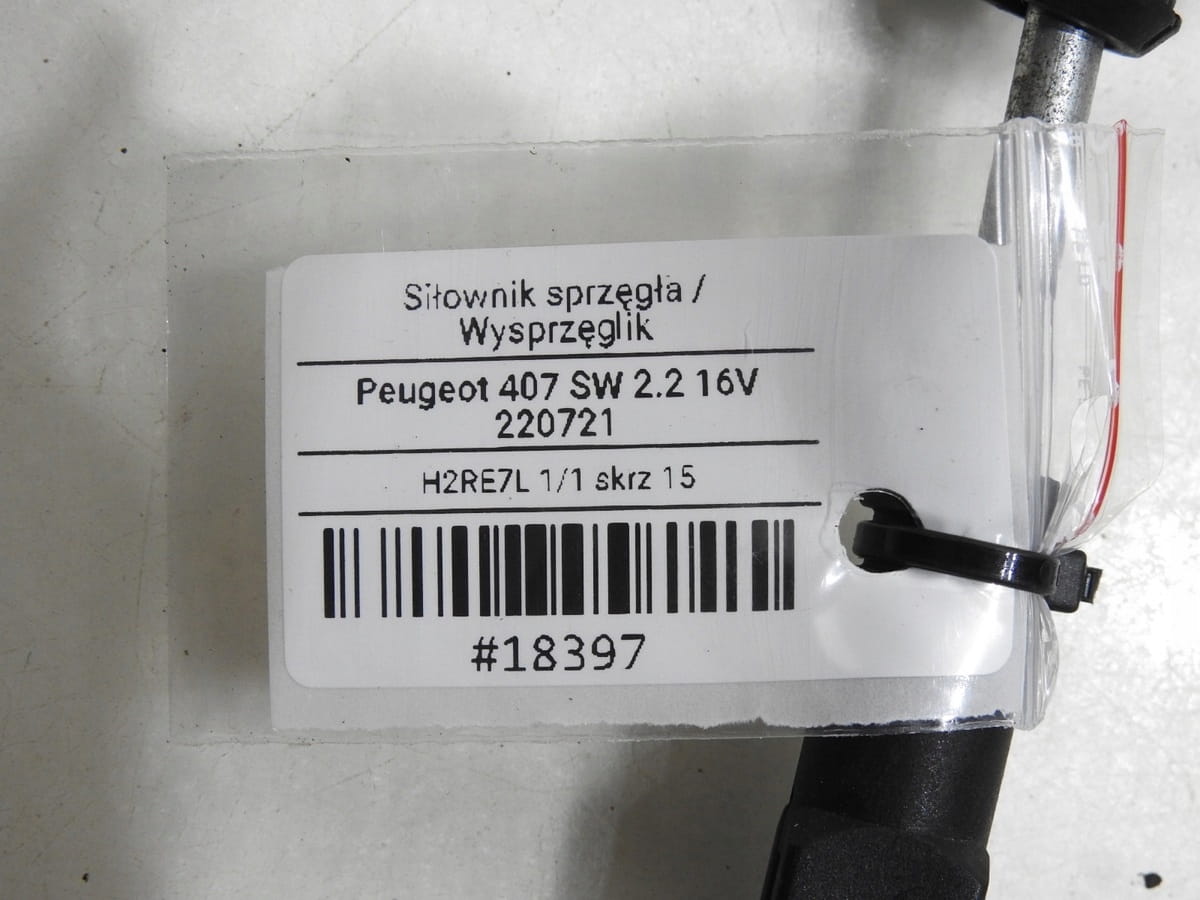 Siłownik sprzęgła /
Wysprzęglik
Peugeot 407 SW 2.2 16V
220721
H2RE7L 1/1 skrz 15
#18397